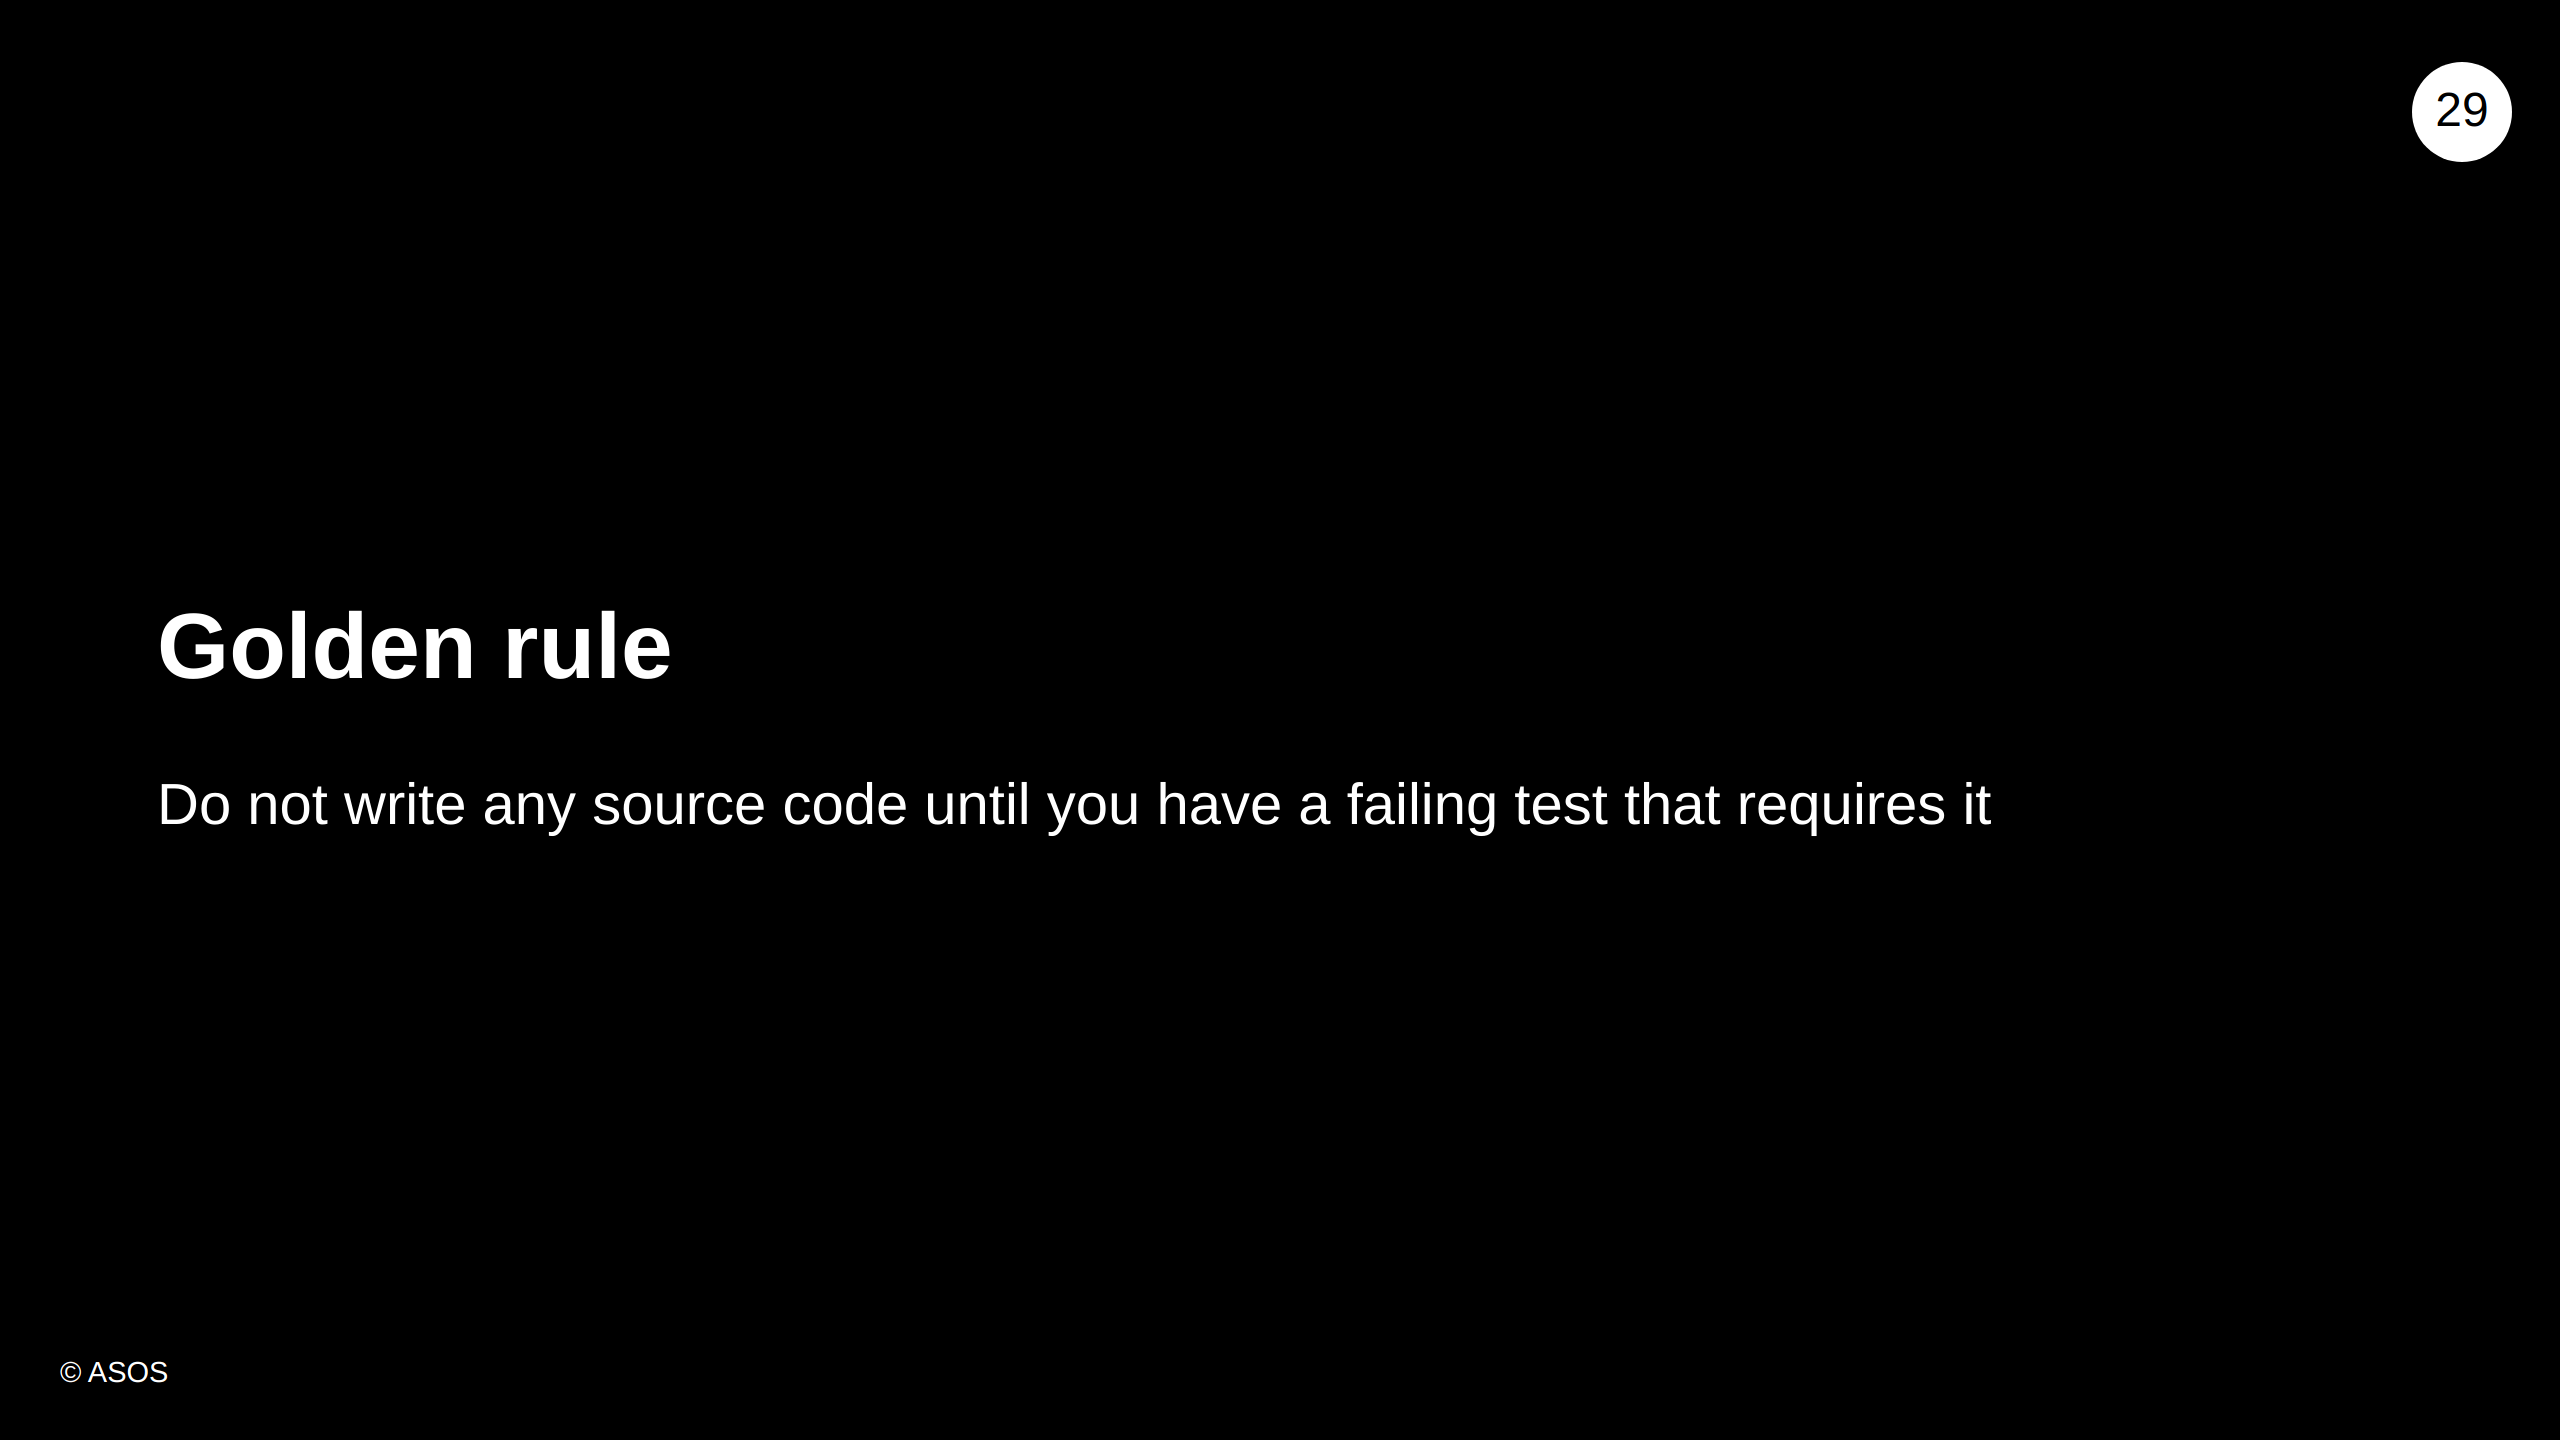 29
Golden rule
Do not write any source code until you have a failing test that requires it
© ASOS